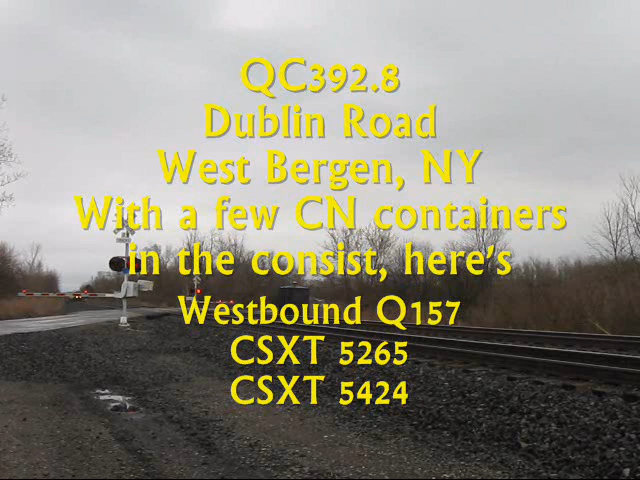 QC392.8
Dublin Road
West Bergen, NY
With a few CN containers
in the consist, here's
Westbound Q157
CSXT 5265
CSXT 5424